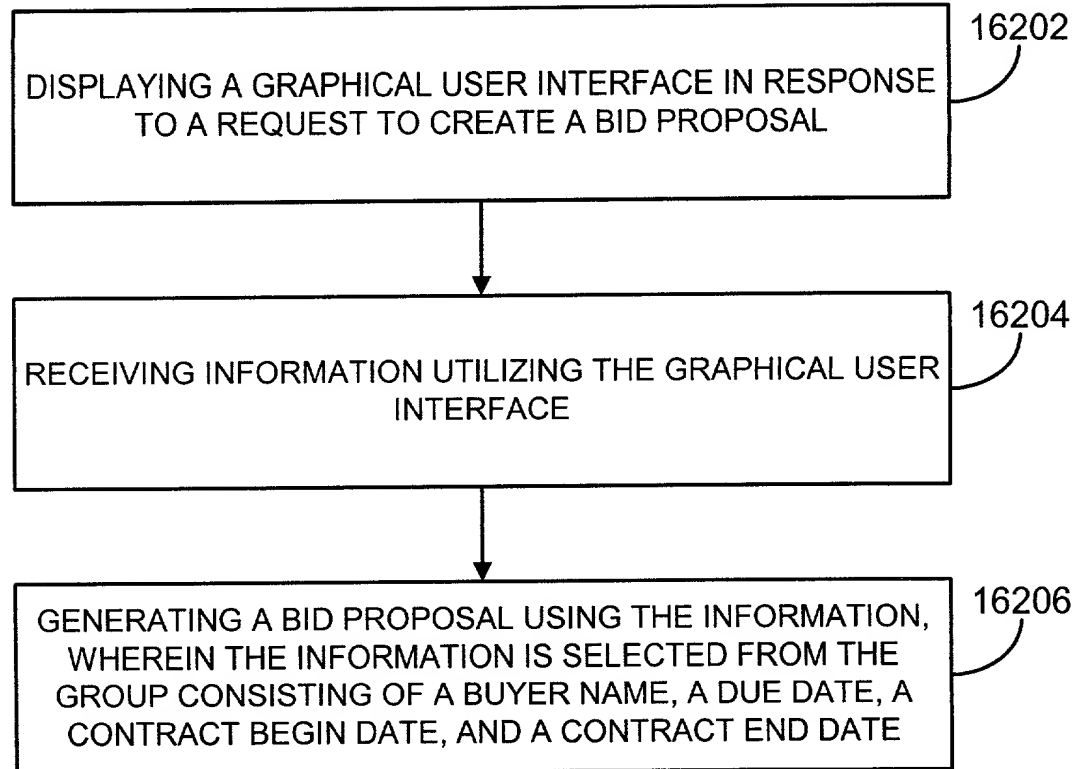 16202
DISPLAYING A GRAPHICAL USER INTERFACE IN RESPONSE
TO A REQUEST TO CREATE A BID PROPOSAL
16204
RECEIVING INFORMATION UTILIZING THE GRAPHICAL USER
INTERFACE
16206
GENERATING A BID PROPOSAL USING THE INFORMATION,
WHEREIN THE INFORMATION IS SELECTED FROM THE
GROUP CONSISTING OF A BUYER NAME, A DUE DATE, A
CONTRACT BEGIN DATE, AND A CONTRACT END DATE